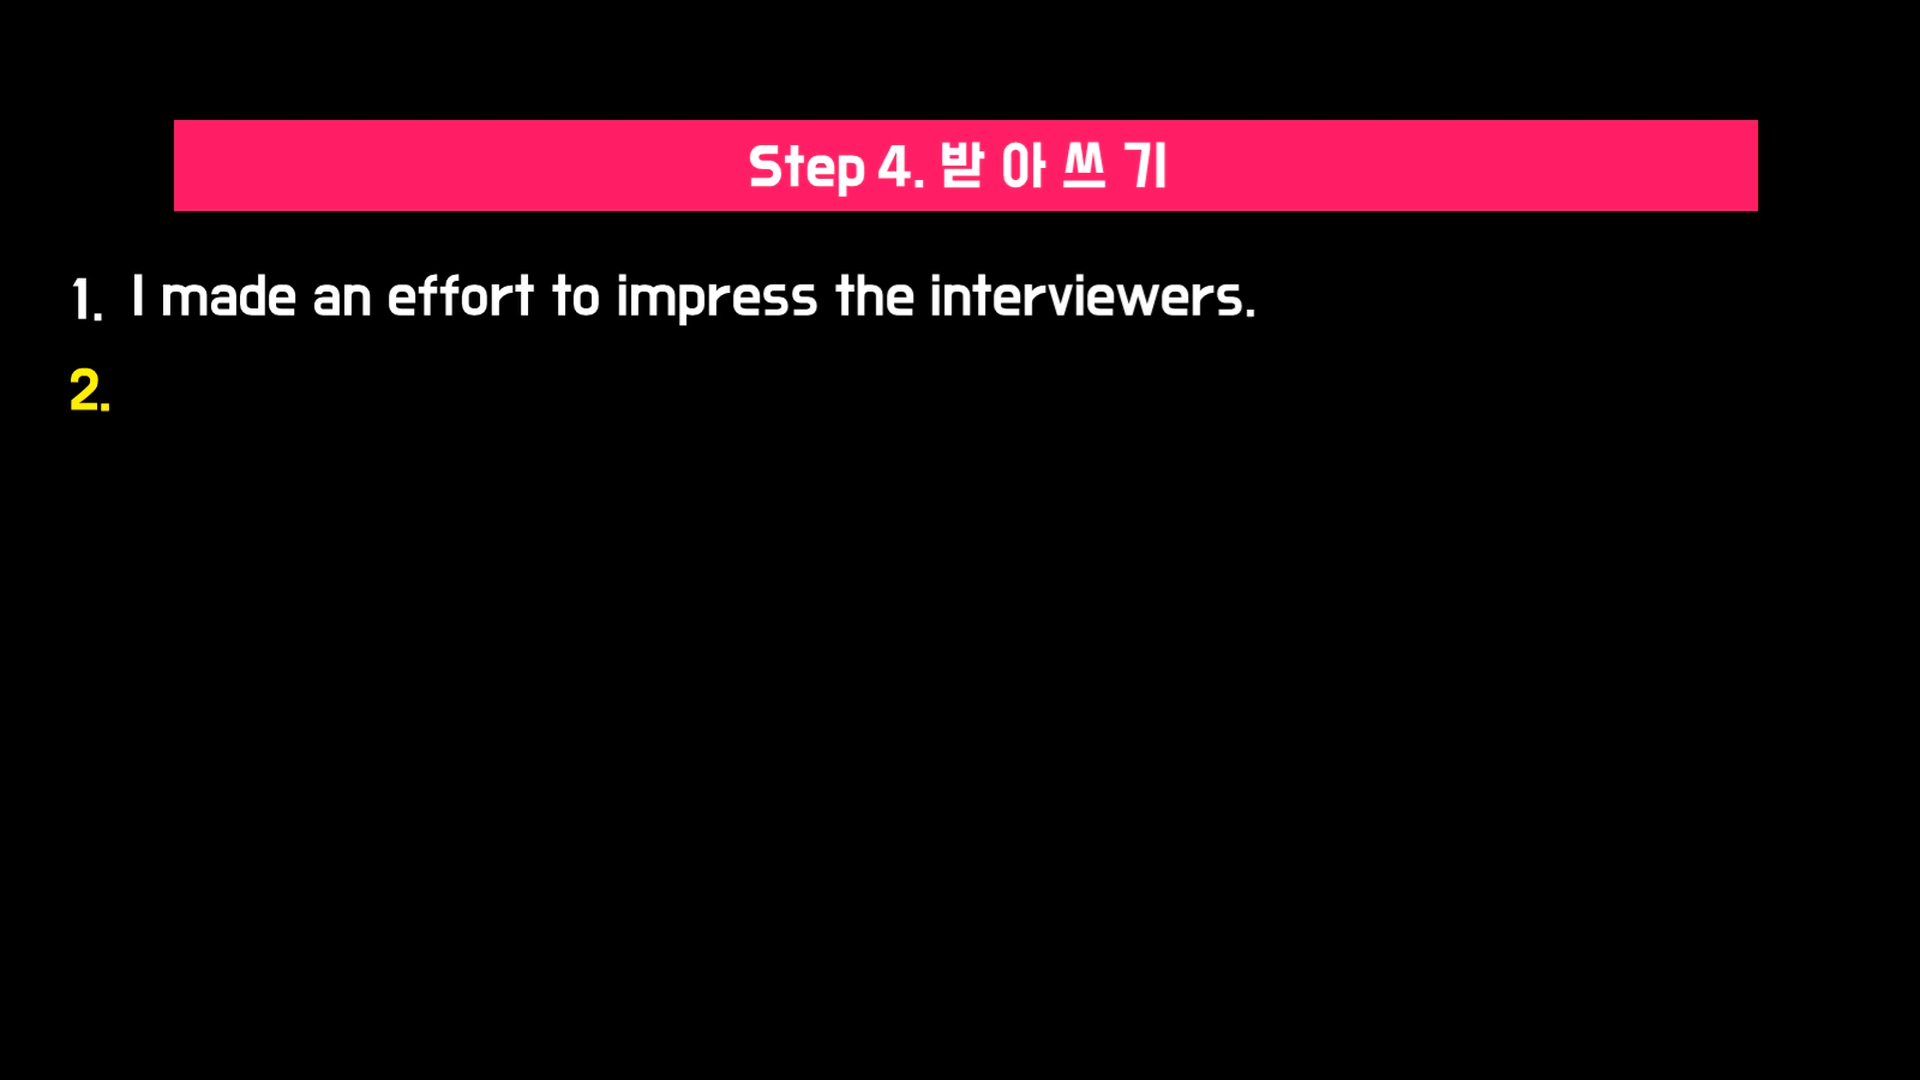 Step 4. 받 아 쓰 기
1. I made an effort to impress the interviewers.
2.